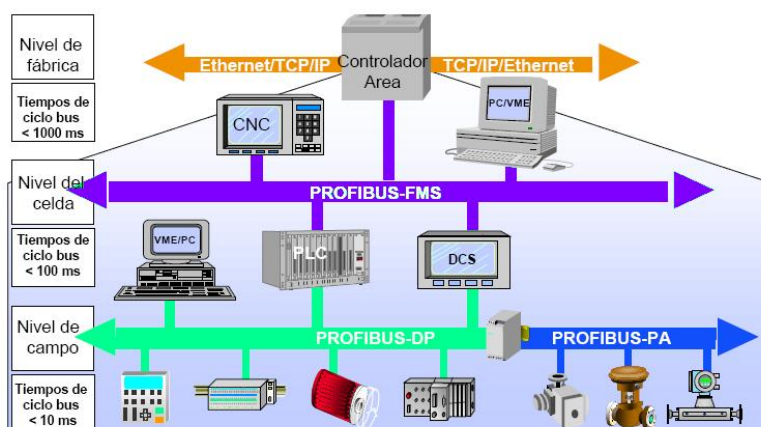 Nivel de
fábrica
Ethernet/TCP/IP
Controlador
Area
TCP/IP/Ethernet
Tiempos de
ciclo bus
< 1000 ms
CNC
PC/VME
Nivel del
celda
PROFIBUS-FMS
Tiempos de
ciclo bus
< 100 ms
VME/PC
PLC
DCS
Nivel de
campo
PROFIBUS-DP
PROFIBUS-PA
Tiempos de
ciclo bus
< 10 ms